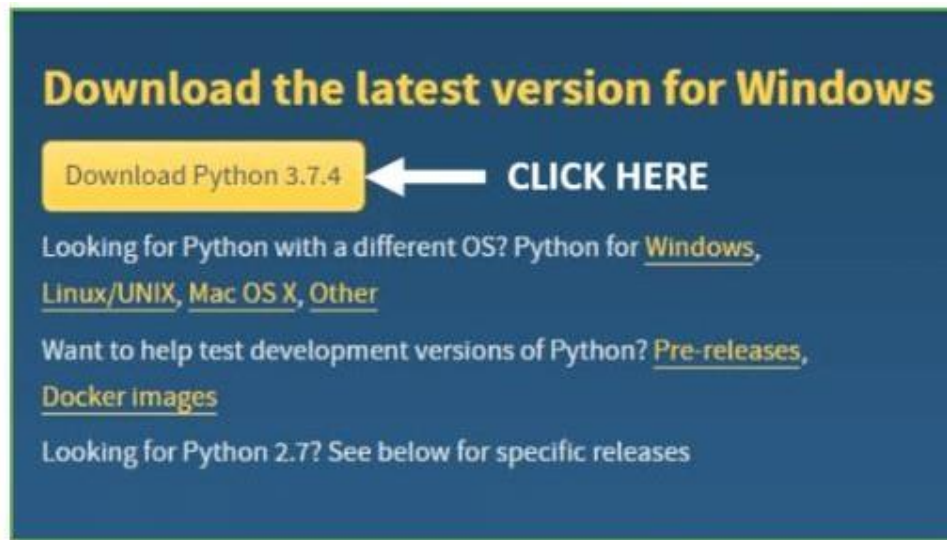 Download the latest version for Windows
Download Python 3.7.4
CLICK HERE
Looking for Python with a different OS? Python for Windows,
Linux/UNIX, Mac OS X, Other
Want to help test development versions of Python? Pre-releases,
Docker images
Looking for Python 2.7? See below for specific releases